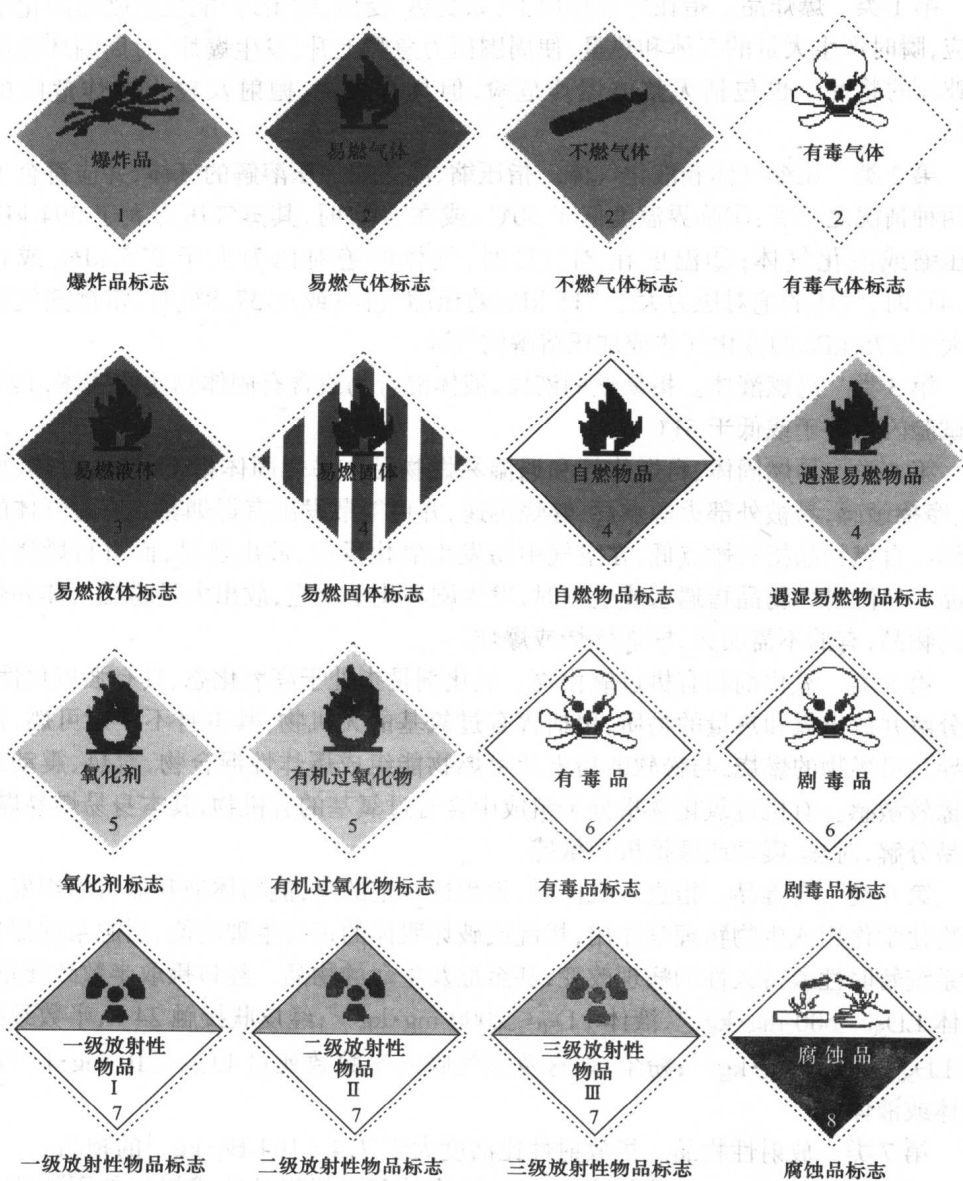 爆炸品
1
爆炸品标志
易燃气体
2
易燃气体标志
不燃气体
2
不燃气体标志
有毒气体
2
有毒气体标志
易燃液体
3
易燃液体标志
易燃固体
4
易燃固体标志
自燃物品
4
自燃物品标志
遇湿易燃物品
4
遇湿易燃物品标志
氧化剂
5
氧化剂标志
有机过氧化物
5
有机过氧化物标志
有毒品
6
有毒品标志
剧毒品
6
剧毒品标志
一级放射性
物品
I
7
一级放射性物品标志
二级放射性
物品
II
7
二级放射性物品标志
三级放射性
物品
III
7
三级放射性物品标志
腐蚀品
8
腐蚀品标志